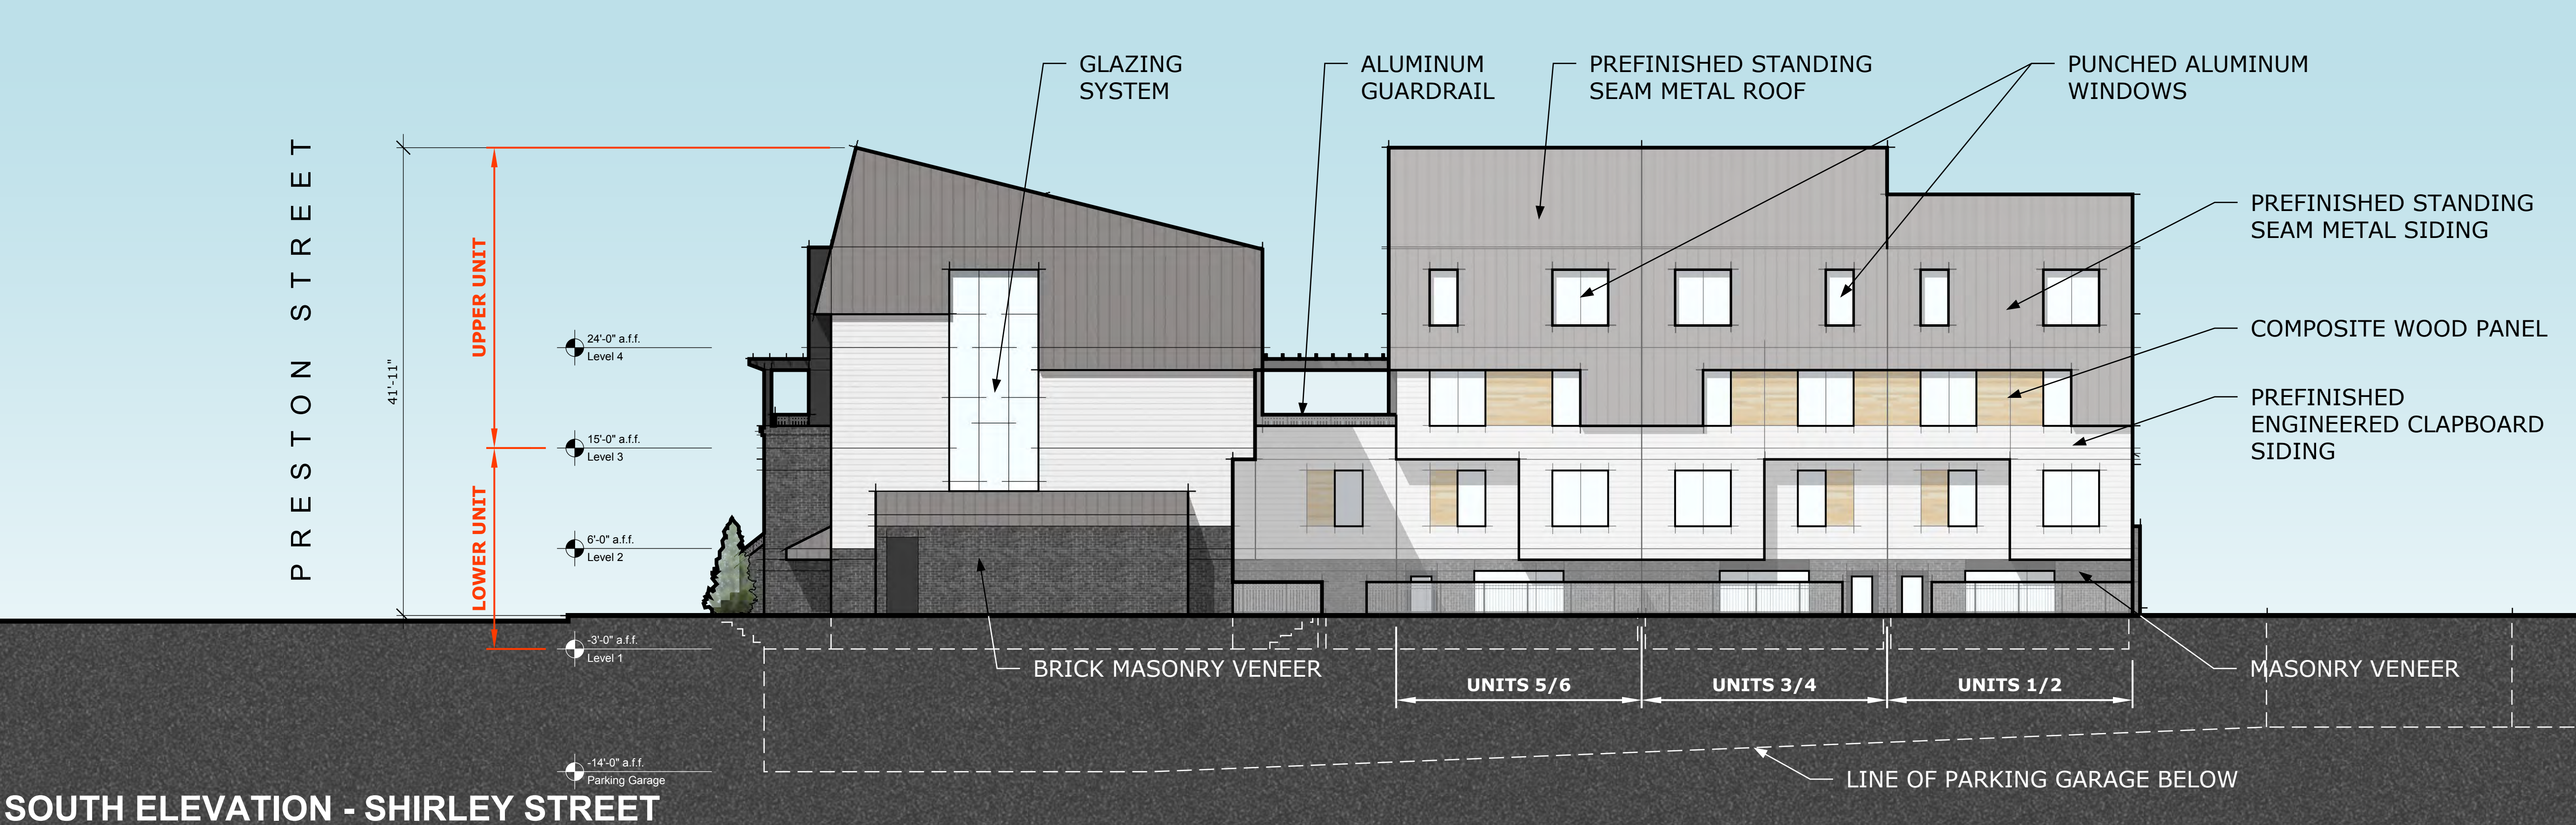 GLAZING
SYSTEM
ALUMINUM
GUARDRAIL
PREFINISHED STANDING
SEAM METAL ROOF
PUNCHED ALUMINUM
WINDOWS
PREFINISHED STANDING
SEAM METAL SIDING
COMPOSITE WOOD PANEL
PREFINISHED
ENGINEERED CLAPBOARD
SIDING
PRESTON STREET
41'-11"
UPPER UNIT
LOWER UNIT
24'-0" a.f.f.
Level 4
15'-0" a.f.f.
Level 3
6'-0" a.f.f.
Level 2
-3'-0" a.f.f.
Level 1
-14'-0" a.f.f.
Parking Garage
BRICK MASONRY VENEER
UNITS 5/6
UNITS 3/4
UNITS 1/2
MASONRY VENEER
LINE OF PARKING GARAGE BELOW
SOUTH ELEVATION - SHIRLEY STREET